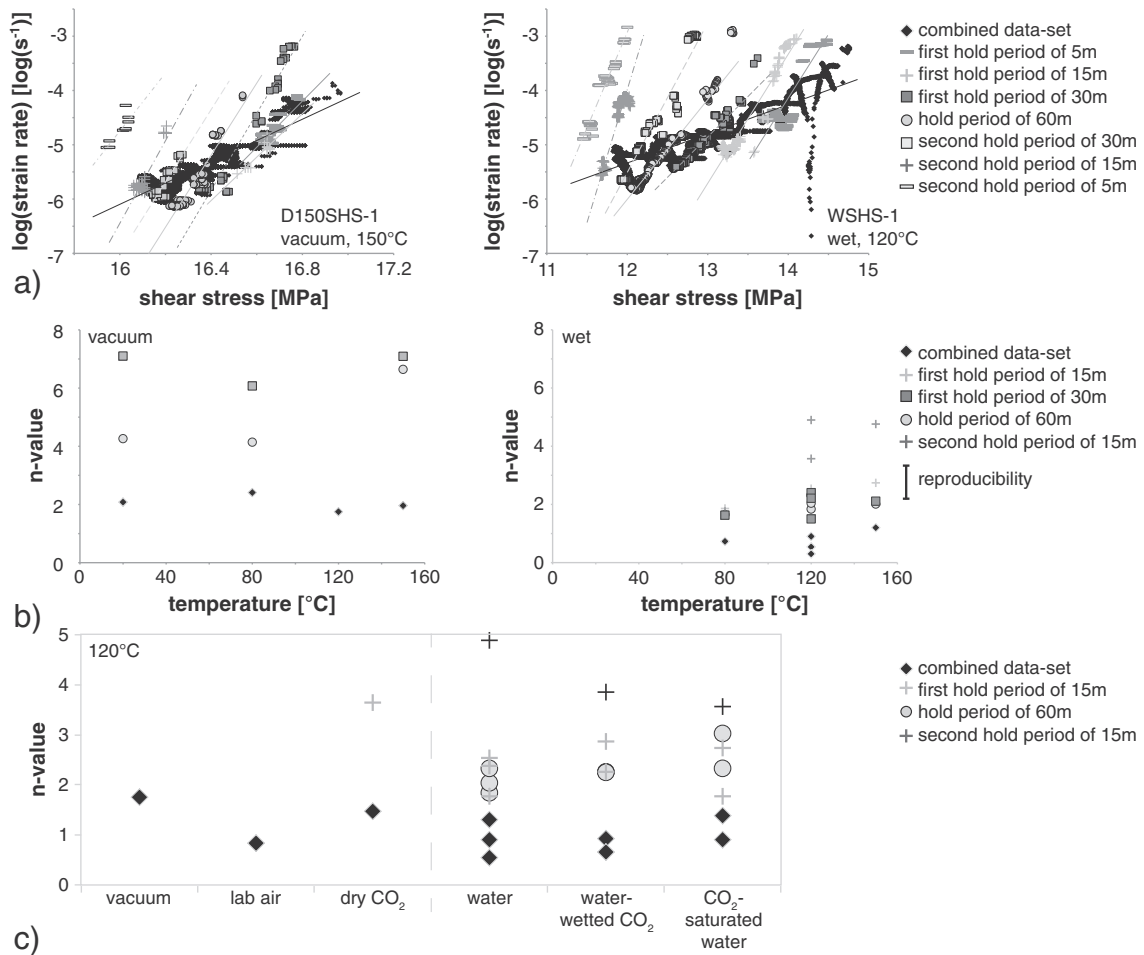 log(strain rate) [log(s-1)]
-3
-4
-5
-6
-7
16
16.4
16.8
17.2
D150SHS-1
vacuum, 150°C
shear stress [MPa]
a)
log(strain rate) [log(s-1)]
-3
-4
-5
-6
-7
11
12
13
14
15
WSHS-1
wet, 120°C
shear stress [MPa]
combined data-set
first hold period of 5m
first hold period of 15m
first hold period of 30m
hold period of 60m
second hold period of 30m
second hold period of 15m
second hold period of 5m
vacuum
n-value
8
6
4
2
0
0
40
80
120
160
temperature [°C]
b)
wet
n-value
8
6
4
2
0
0
40
80
120
160
temperature [°C]
combined data-set
first hold period of 15m
first hold period of 30m
hold period of 60m
second hold period of 15m
reproducibility
120°C
n-value
5
4
3
2
1
0
vacuum
lab air
dry CO2
water
water-
wetted CO2
CO2-
saturated
water
c)
combined data-set
first hold period of 15m
hold period of 60m
second hold period of 15m